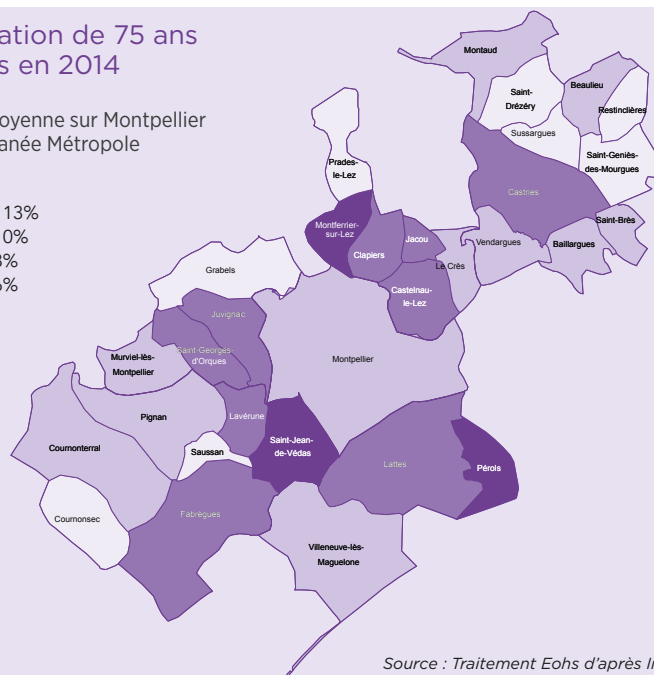 ation de 75 ans
s en 2014
oyenne sur Montpellier
anée Métropole
13%
0%
3%
%
Montaud
Saint-
Drézéry
Beaulieu
Restinclières
Sussargues
Saint-Geniès-
des-Mourgues
Castries
Saint-Brès
Vendargues
Baillargues
Prades-
le-Lez
Montferrier-
sur-Lez
Clapiers
Jacou
Le Crès
Castelnau-
le-Lez
Grabels
Juvignac
Saint-Georges-
d'Orques
Murviel-lès-
Montpellier
Montpellier
Pignan
Lavérune
Cournonterral
Saussan
Saint-Jean-
de-Védas
Lattes
Pérols
Cournonsec
Fabrègues
Villeneuve-lès-
Maguelone
Source : Traitement Eohs d'après I